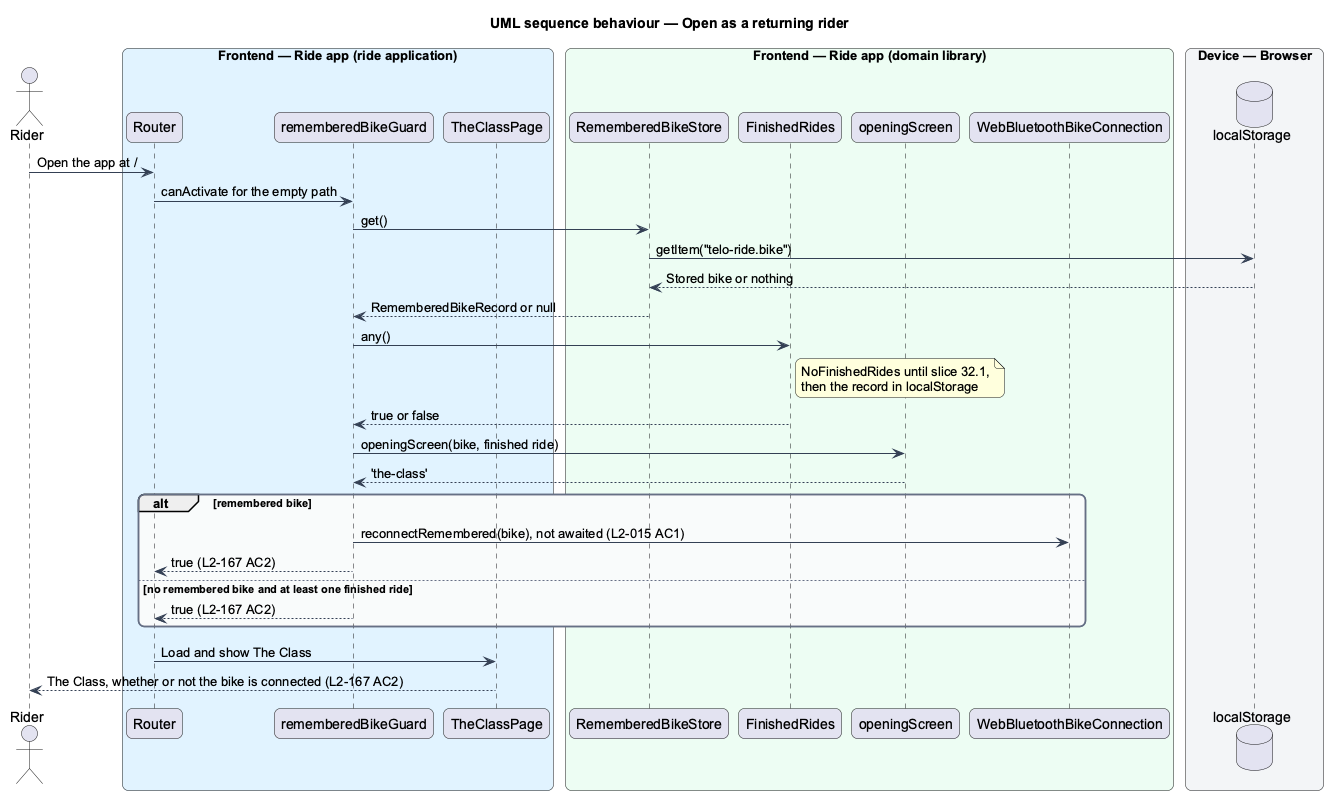 UML sequence behaviour — Open as a returning rider
Frontend — Ride app (ride application)
Frontend — Ride app (domain library)
Device — Browser
Rider
Router
rememberedBikeGuard
TheClassPage
RememberedBikeStore
FinishedRides
openingScreen
WebBluetoothBikeConnection
localStorage
Open the app at /
canActivate for the empty path
get()
getItem("telo-ride.bike")
Stored bike or nothing
RememberedBikeRecord or null
any()
NoFinishedRides until slice 32.1,
then the record in localStorage
true or false
openingScreen(bike, finished ride)
'the-class'
alt
[remembered bike]
reconnectRemembered(bike), not awaited (L2-015 AC1)
true (L2-167 AC2)
[no remembered bike and at least one finished ride]
true (L2-167 AC2)
Load and show The Class
The Class, whether or not the bike is connected (L2-167 AC2)
Rider
Router
rememberedBikeGuard
TheClassPage
RememberedBikeStore
FinishedRides
openingScreen
WebBluetoothBikeConnection
localStorage